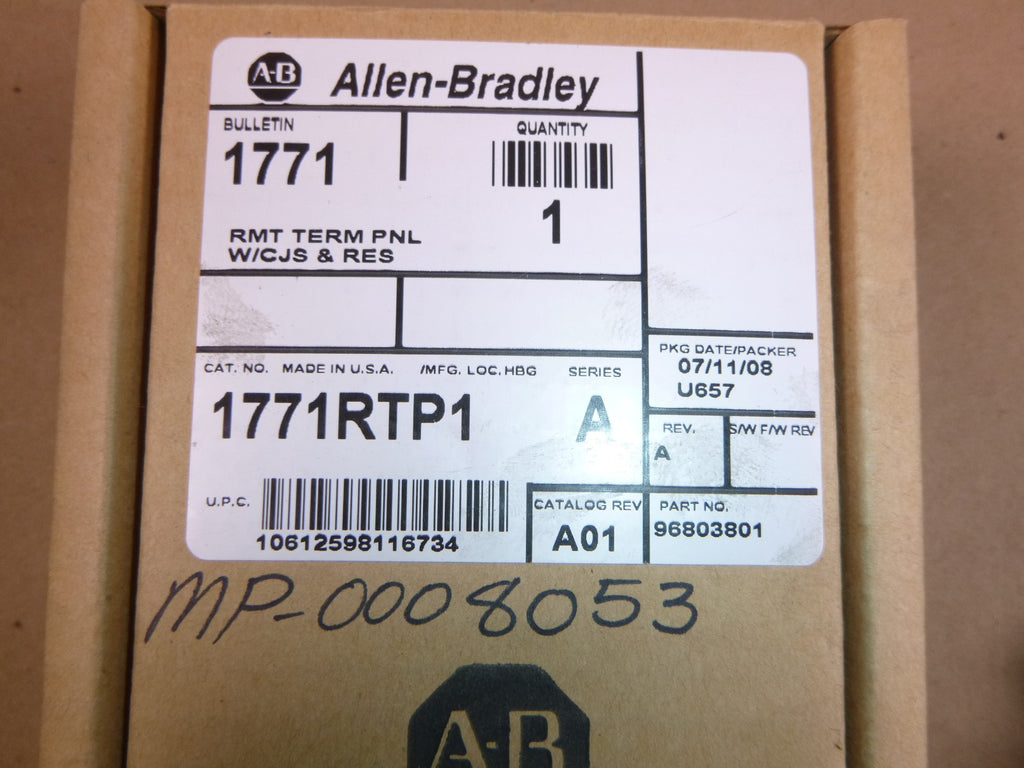 A-B Allen-Bradley
BULLETIN
1771
QUANTITY
1
RMT TERM PNL
W/CJS & RES
CAT. NO. MADE IN U.S.A. /MFG. LOC. HBG SERIES
1771RTP1 A
PKG DATE/PACKER
07/11/08
U657
REV.
A
S/W F/W REV
U.P.C.
10612598116734
CATALOG REV
A01
PART NO.
96803801
MP-0008053
A-B